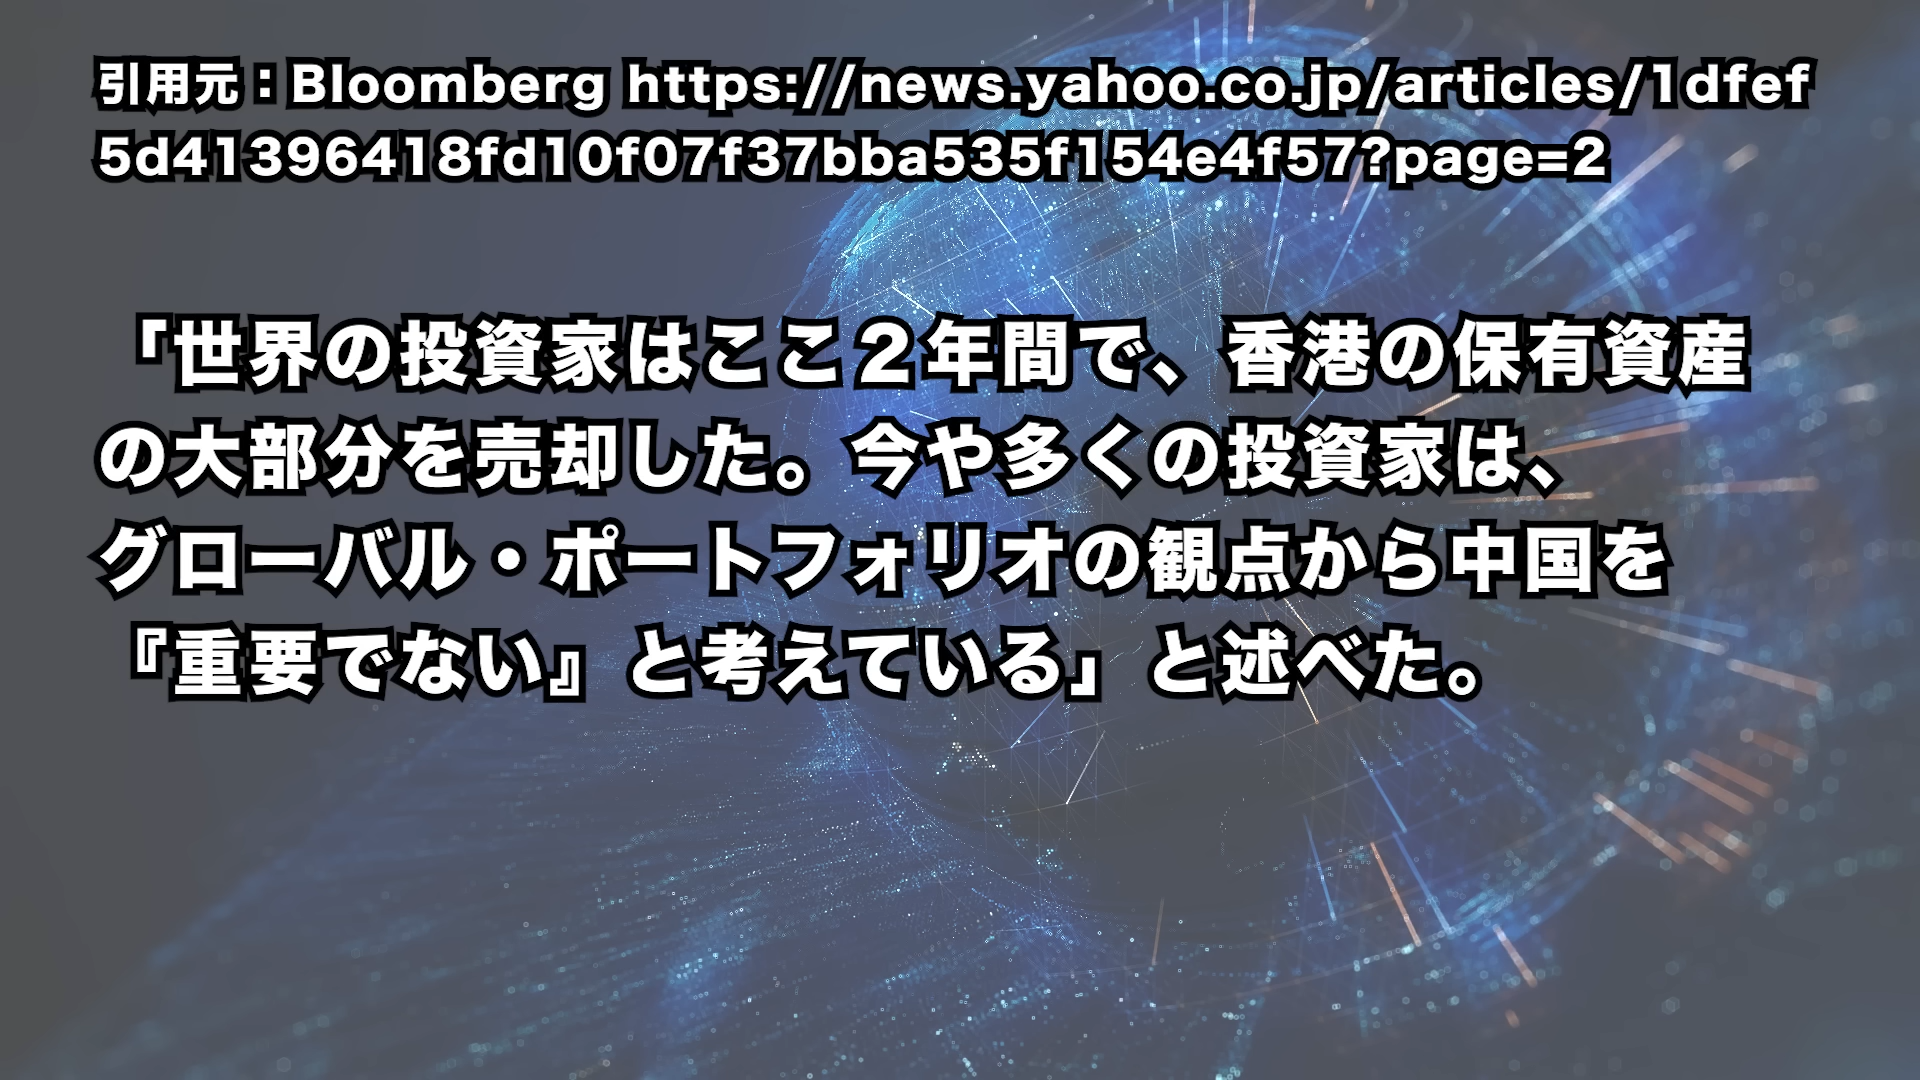 引用元：Bloomberg https://news.yahoo.co.jp/articles/1dfef
5d41396418fd10f07f37bba535f154e4f57?page=2
「世界の投資家はここ２年間で、香港の保有資産
の大部分を売却した。今や多くの投資家は、
グローバル・ポートフォリオの観点から中国を
『重要でない』と考えている」と述べた。